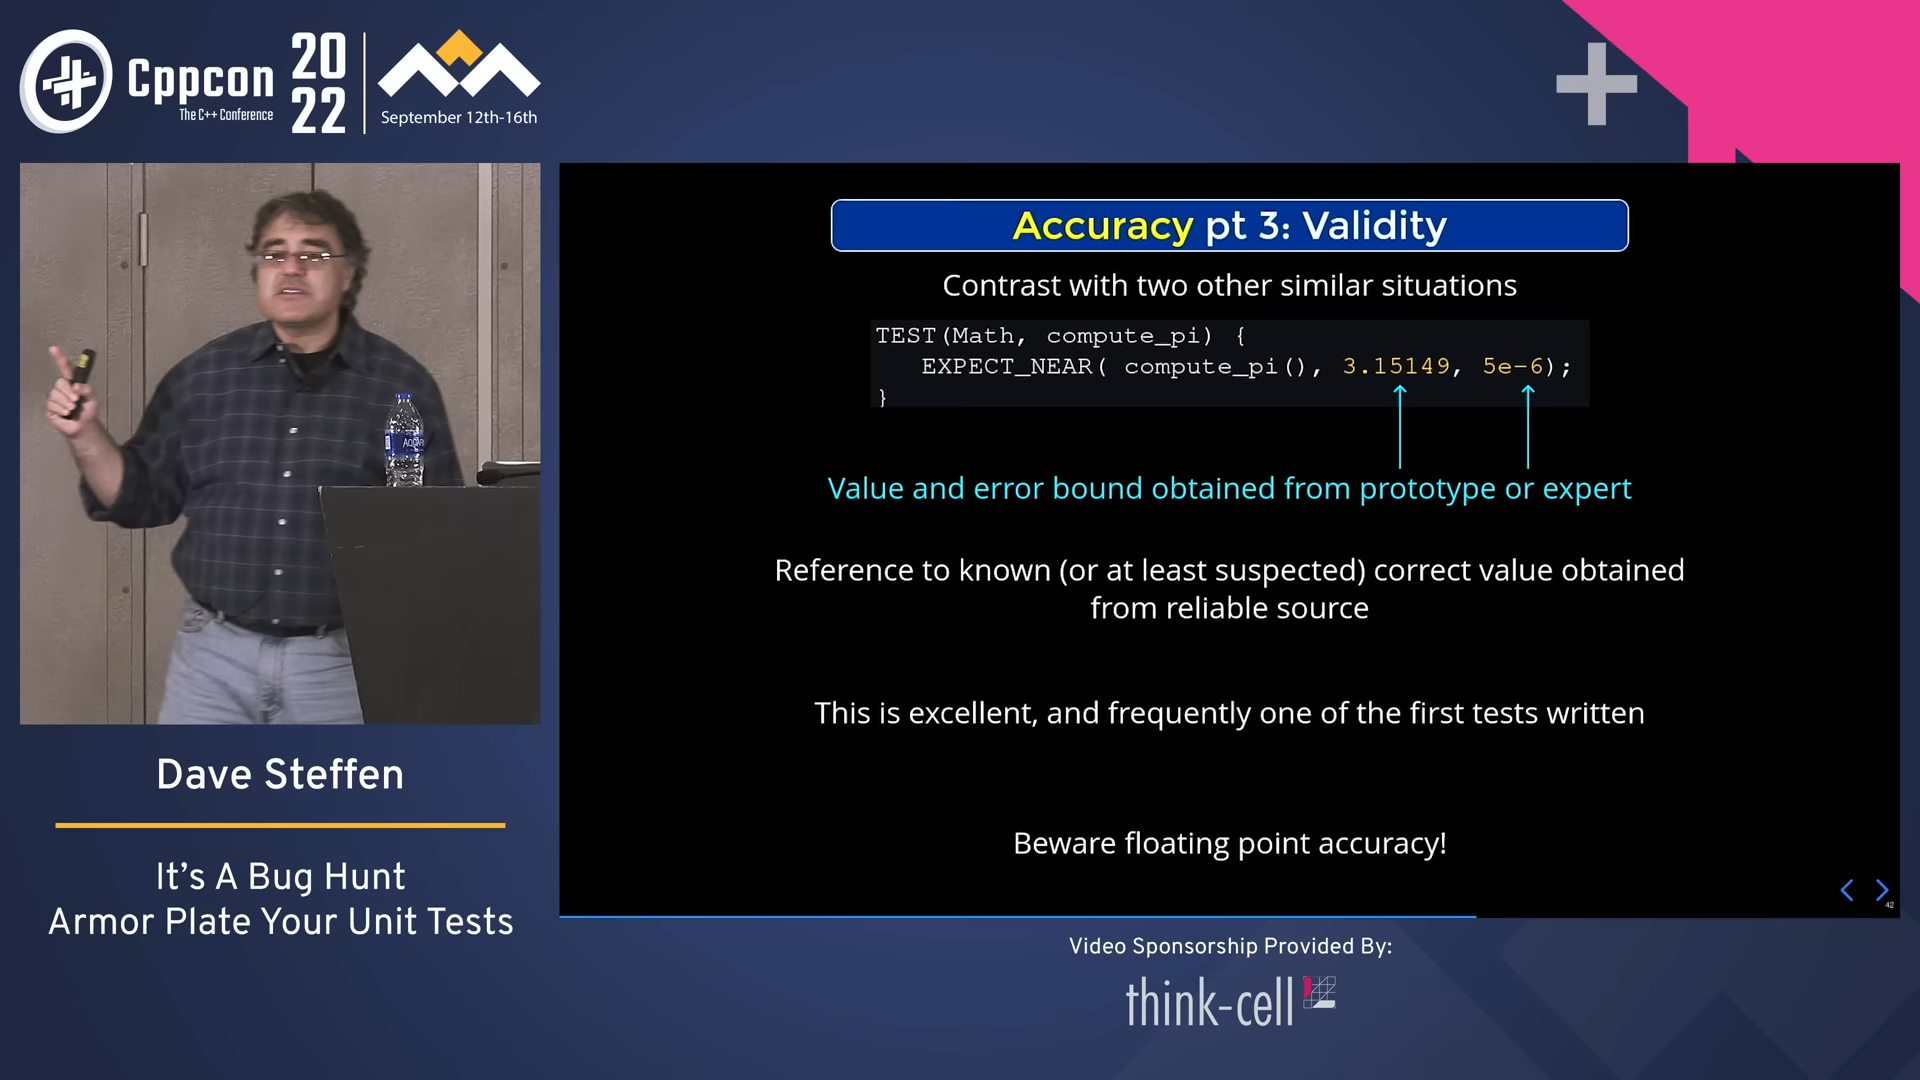 Cppcon
The C++ Conference
20
22
September 12th-16th
Accuracy pt 3: Validity
Contrast with two other similar situations
TEST(Math, compute_pi) {
EXPECT_NEAR( compute_pi(), 3.15149, 5e-6);
}
Value and error bound obtained from prototype or expert
Reference to known (or at least suspected) correct value obtained
from reliable source
This is excellent, and frequently one of the first tests written
Beware floating point accuracy!
42
Dave Steffen
It's A Bug Hunt
Armor Plate Your Unit Tests
Video Sponsorship Provided By:
think-cell